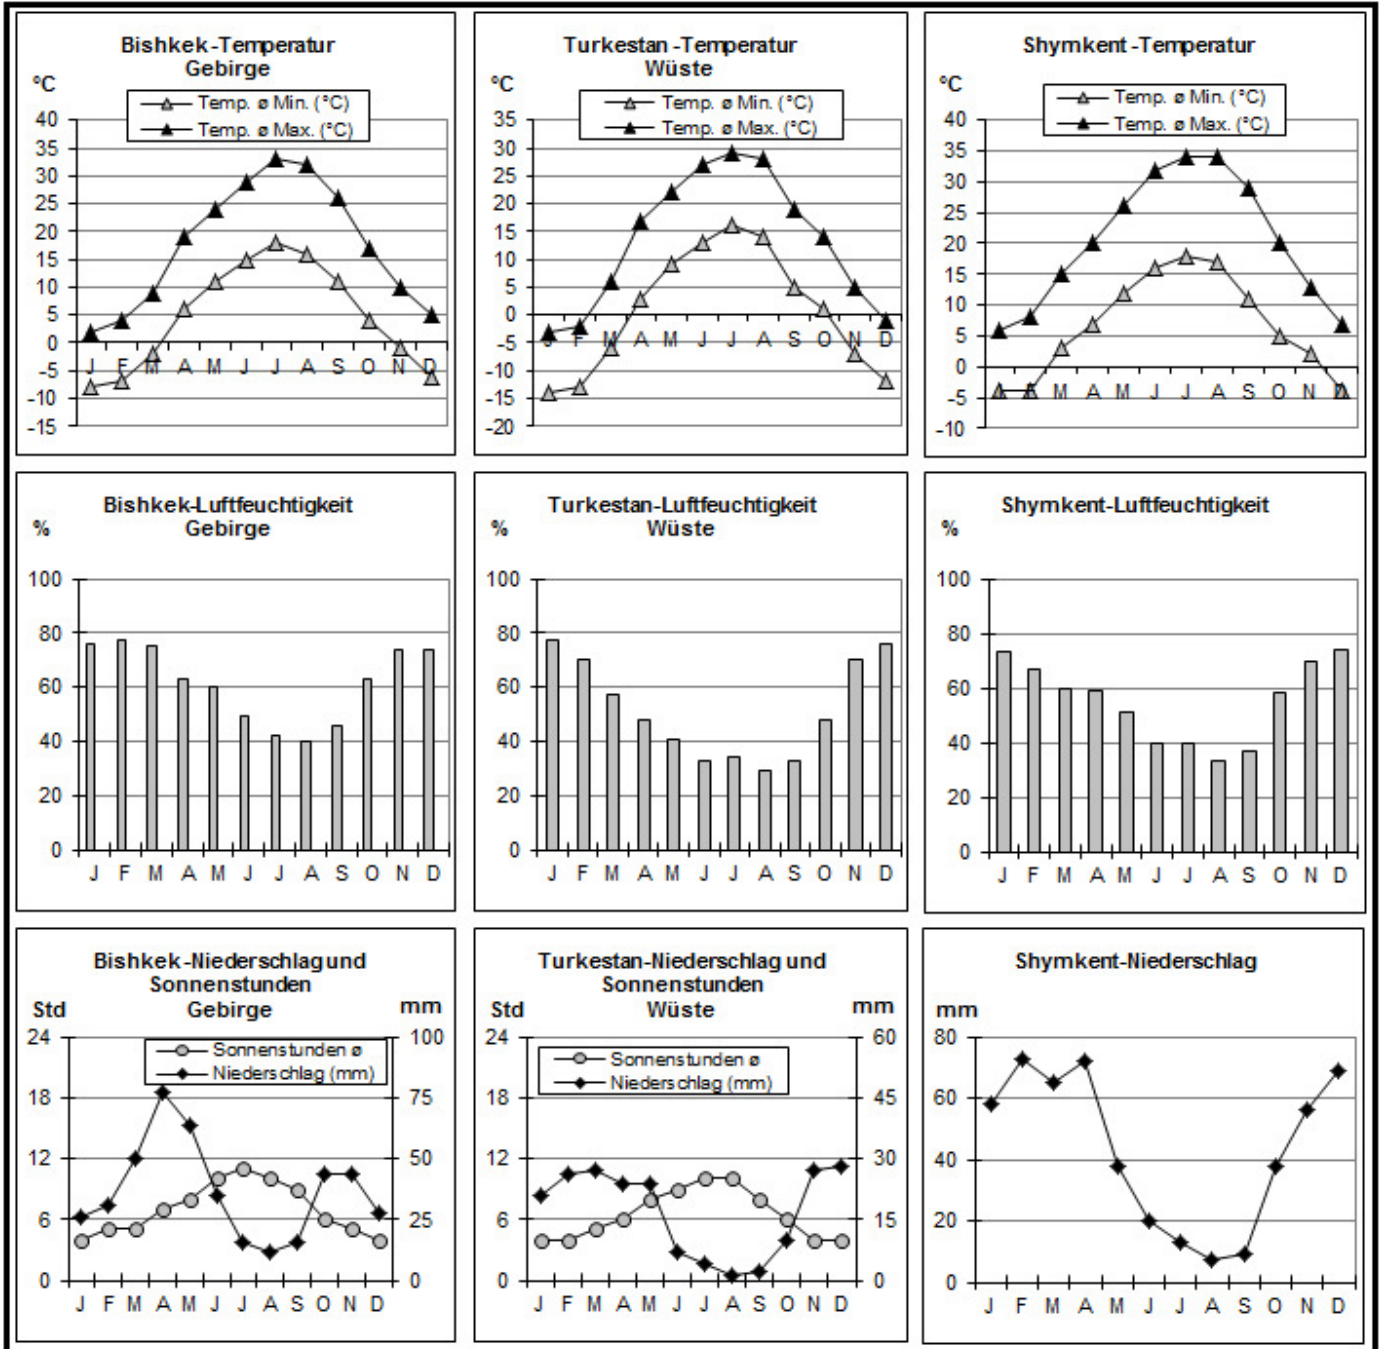 Bishkek-Temperatur
Gebirge
°C
Temp. ø Min. (°C)
Temp. ø Max. (°C)
40
35
30
25
20
15
10
5
0
-5
-10
-15
J F M A M J J A S O N D
Turkestan-Temperatur
Wüste
°C
Temp. ø Min. (°C)
Temp. ø Max. (°C)
35
30
25
20
15
10
5
0
-5
-10
-15
-20
J F M A M J J A S O N D
Shymkent-Temperatur
°C
Temp. ø Min. (°C)
Temp. ø Max. (°C)
40
35
30
25
20
15
10
5
0
-5
-10
J F M A M J J A S O N D
Bishkek-Luftfeuchtigkeit
Gebirge
%
100
80
60
40
20
0
J F M A M J J A S O N D
Turkestan-Luftfeuchtigkeit
Wüste
%
100
80
60
40
20
0
J F M A M J J A S O N D
Shymkent-Luftfeuchtigkeit
%
100
80
60
40
20
0
J F M A M J J A S O N D
Bishkek-Niederschlag und
Sonnenstunden
Gebirge
Std mm
Sonnenstunden ø
Niederschlag (mm)
24 100
18 75
12 50
6 25
0 0
J F M A M J J A S O N D
Turkestan-Niederschlag und
Sonnenstunden
Wüste
Std mm
Sonnenstunden ø
Niederschlag (mm)
24 60
18 45
12 30
6 15
0 0
J F M A M J J A S O N D
Shymkent-Niederschlag
mm
80
60
40
20
0
J F M A M J J A S O N D